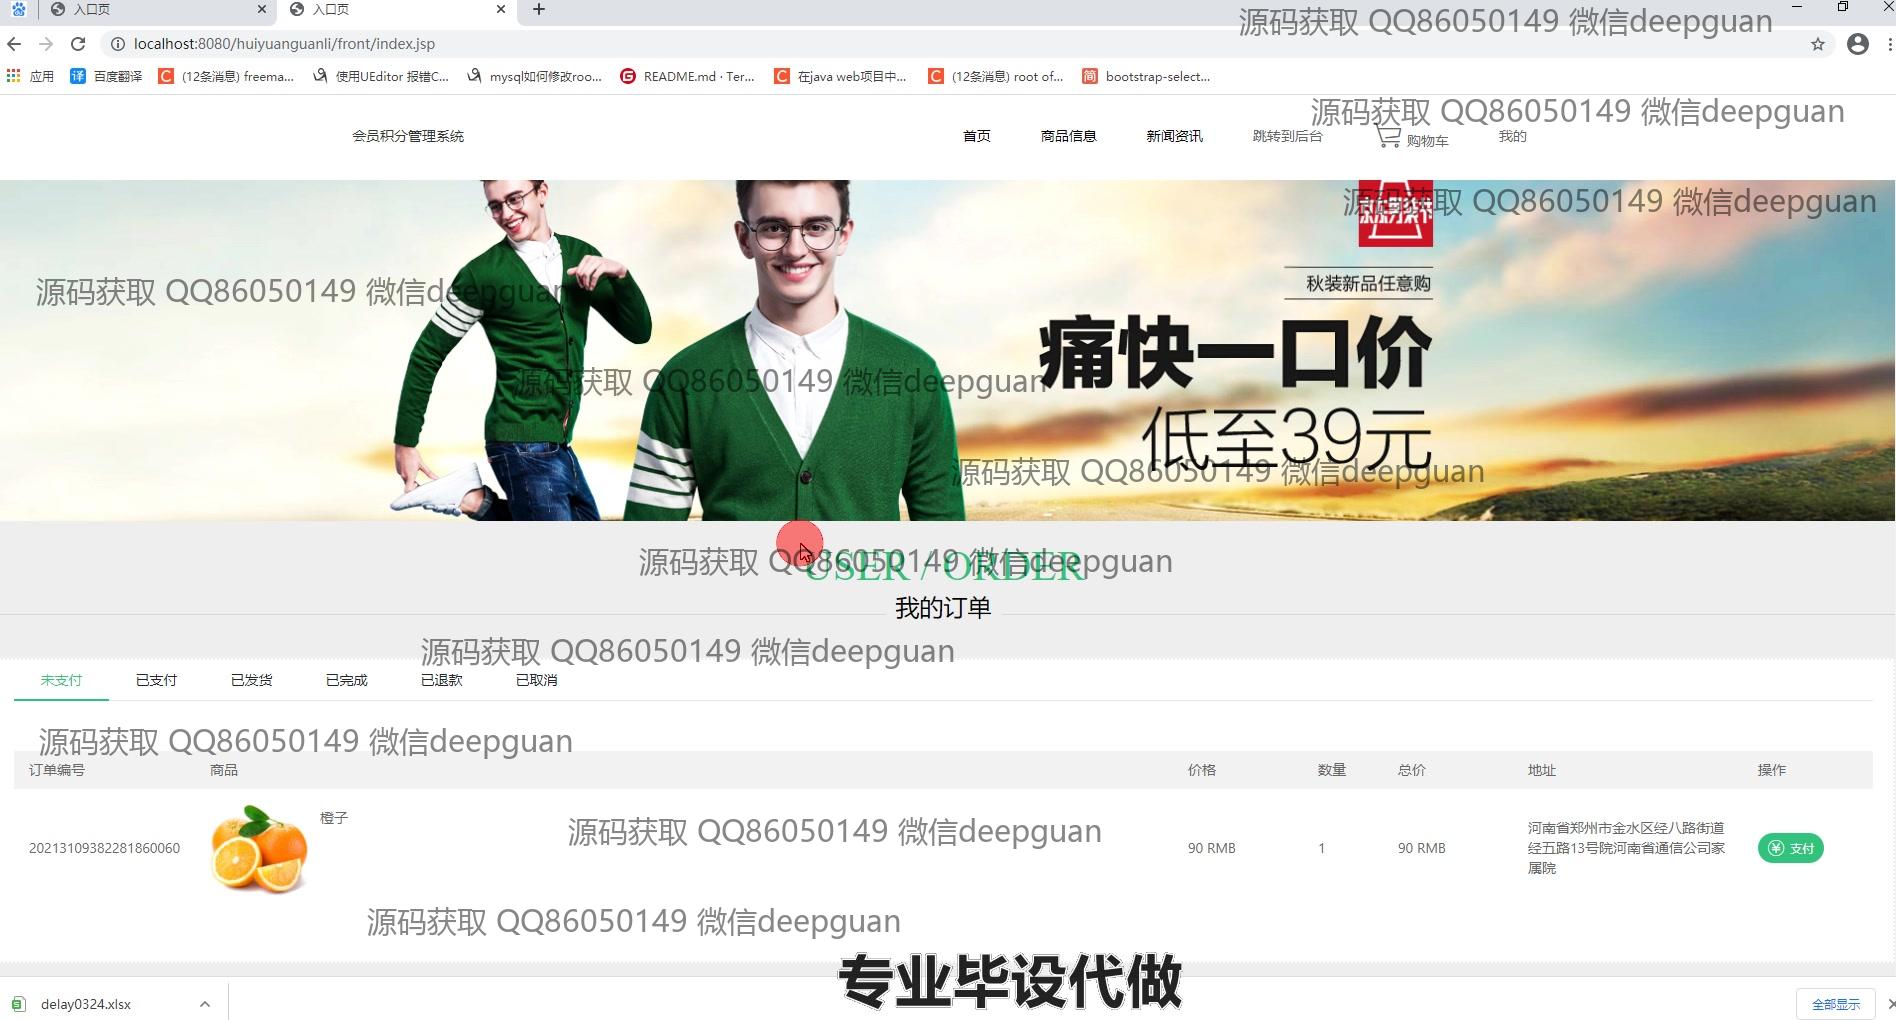 入口页
入口页
源码获取 QQ86050149 微信deepguan
localhost:8080/huiyuanguanli/front/index.jsp
应用
百度翻译
(12条消息) freema...
使用UEditor 报错C...
mysql如何修改roo...
README.md · Ter...
在java web项目中...
(12条消息) root of...
bootstrap-select...
源码获取 QQ86050149 微信deepguan
会员积分管理系统
首页
商品信息
新闻资讯
跳转到后台
购物车
我的
源码获取 QQ86050149 微信deepguan
源码获取 QQ86050149 微信deepguan
秋装新品任意购
痛快一口价
源码获取 QQ86050149 微信deepguan
低至39元
源码获取 QQ86050149 微信deepguan
源码获取 QQ86050149 微信deepguan
USER / ORDER
我的订单
源码获取 QQ86050149 微信deepguan
未支付
已支付
已发货
已完成
已退款
已取消
源码获取 QQ86050149 微信deepguan
订单编号
商品
价格
数量
总价
地址
操作
橙子
20213109382281860060
90 RMB
1
90 RMB
河南省郑州市金水区经八路街道
经五路13号院河南省通信公司家
属院
支付
源码获取 QQ86050149 微信deepguan
源码获取 QQ86050149 微信deepguan
专业毕设代做
delay0324.xlsx
全部显示